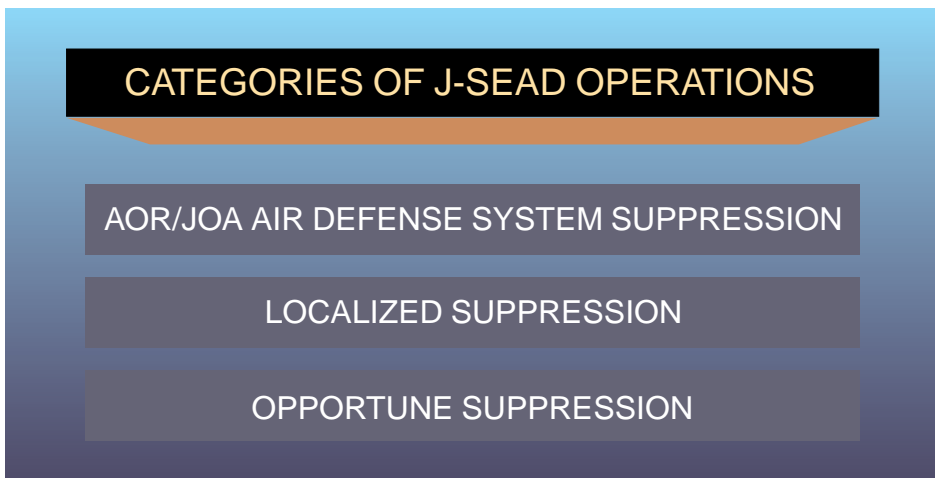 CATEGORIES OF J-SEAD OPERATIONS
AOR/JOA AIR DEFENSE SYSTEM SUPPRESSION
LOCALIZED SUPPRESSION
OPPORTUNE SUPPRESSION